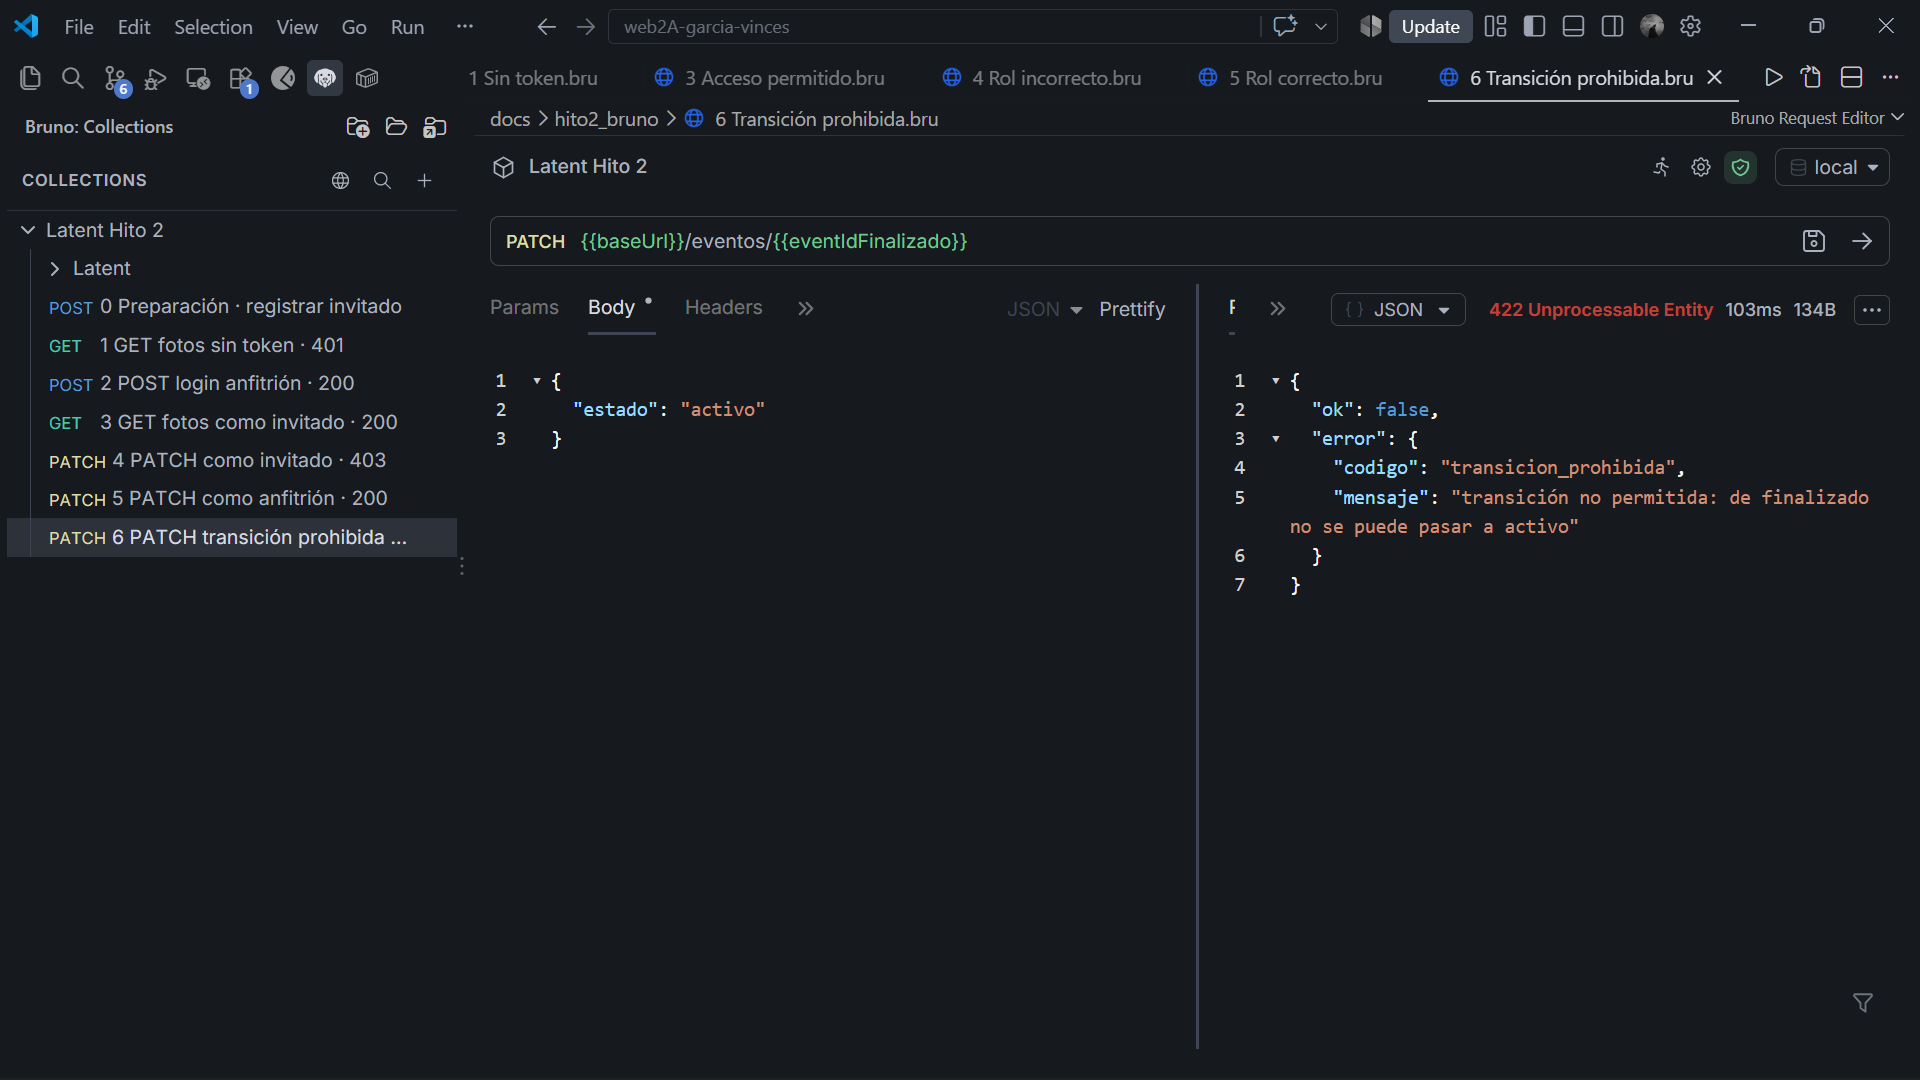 File Edit Selection View Go Run
web2A-garcia-vinces
Update
6
1
1 Sin token.bru
3 Acceso permitido.bru
4 Rol incorrecto.bru
5 Rol correcto.bru
6 Transición prohibida.bru
Bruno: Collections
docs > hito2_bruno > 6 Transición prohibida.bru
Bruno Request Editor
COLLECTIONS
Latent Hito 2
local
Latent Hito 2
Latent
POST 0 Preparación · registrar invitado
GET 1 GET fotos sin token · 401
POST 2 POST login anfitrión · 200
GET 3 GET fotos como invitado · 200
PATCH 4 PATCH como invitado · 403
PATCH 5 PATCH como anfitrión · 200
PATCH 6 PATCH transición prohibida ...
PATCH {{baseUrl}}/eventos/{{eventIdFinalizado}}
Params Body Headers
JSON Prettify
{ } JSON
422 Unprocessable Entity 103ms 134B
1 {
2 "estado": "activo"
3 }
1 {
2 "ok": false,
3 "error": {
4 "codigo": "transicion_prohibida",
5 "mensaje": "transición no permitida: de finalizado
no se puede pasar a activo"
6 }
7 }